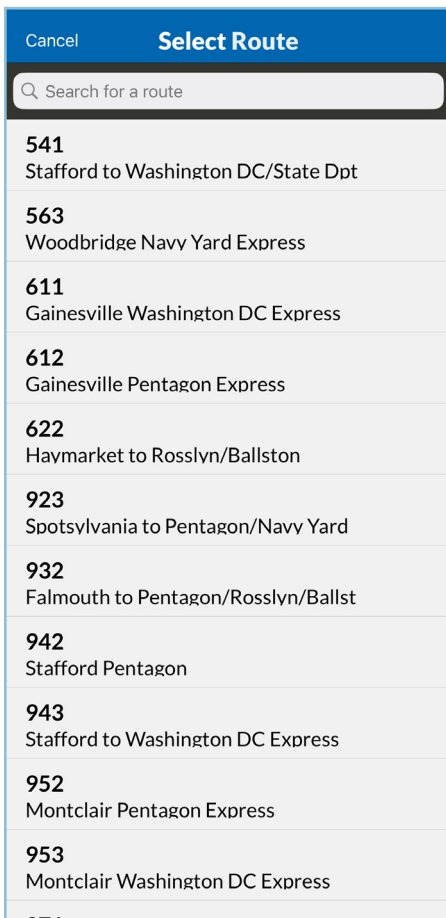 Cancel
Select Route
Search for a route
541
Stafford to Washington DC/State Dpt
563
Woodbridge Navy Yard Express
611
Gainesville Washington DC Express
612
Gainesville Pentagon Express
622
Haymarket to Rosslyn/Ballston
923
Spotsylvania to Pentagon/Navy Yard
932
Falmouth to Pentagon/Rosslyn/Ballst
942
Stafford Pentagon
943
Stafford to Washington DC Express
952
Montclair Pentagon Express
953
Montclair Washington DC Express